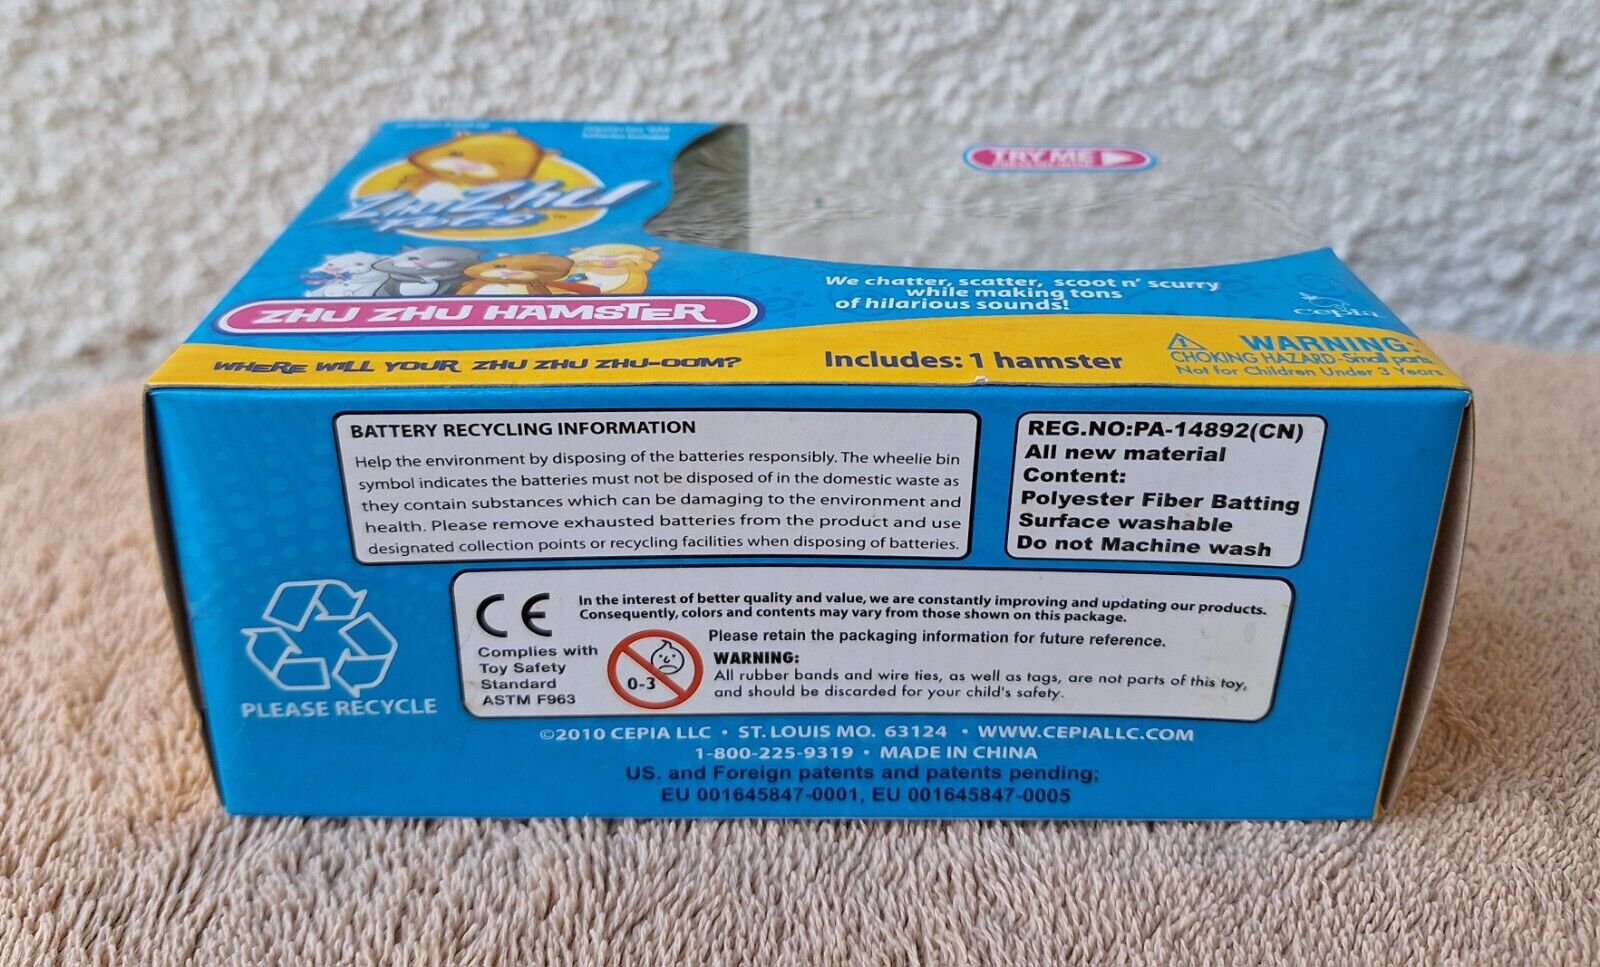 batteries included
TRY ME
Zhu Zhu
Pets™
We chatter, scatter, scoot n' scurry
while making tons
of hilarious sounds!
cepia
ZHU ZHU HAMSTER
WHERE WILL YOUR ZHU ZHU ZHU-OOM?
Includes: 1 hamster
WARNING:
CHOKING HAZARD-Small parts.
Not for Children Under 3 Years
BATTERY RECYCLING INFORMATION
Help the environment by disposing of the batteries responsibly. The wheelie bin
symbol indicates the batteries must not be disposed of in the domestic waste as
they contain substances which can be damaging to the environment and
health. Please remove exhausted batteries from the product and use
designated collection points or recycling facilities when disposing of batteries.
REG.NO:PA-14892(CN)
All new material
Content:
Polyester Fiber Batting
Surface washable
Do not Machine wash
PLEASE RECYCLE
CE
Complies with
Toy Safety
Standard
ASTM F963
In the interest of better quality and value, we are constantly improving and updating our products.
Consequently, colors and contents may vary from those shown on this package.
0-3
Please retain the packaging information for future reference.
WARNING:
All rubber bands and wire ties, as well as tags, are not parts of this toy,
and should be discarded for your child's safety.
©2010 CEPIA LLC • ST. LOUIS MO. 63124 • WWW.CEPIALLC.COM
1-800-225-9319 • MADE IN CHINA
US. and Foreign patents and patents pending;
EU 001645847-0001, EU 001645847-0005